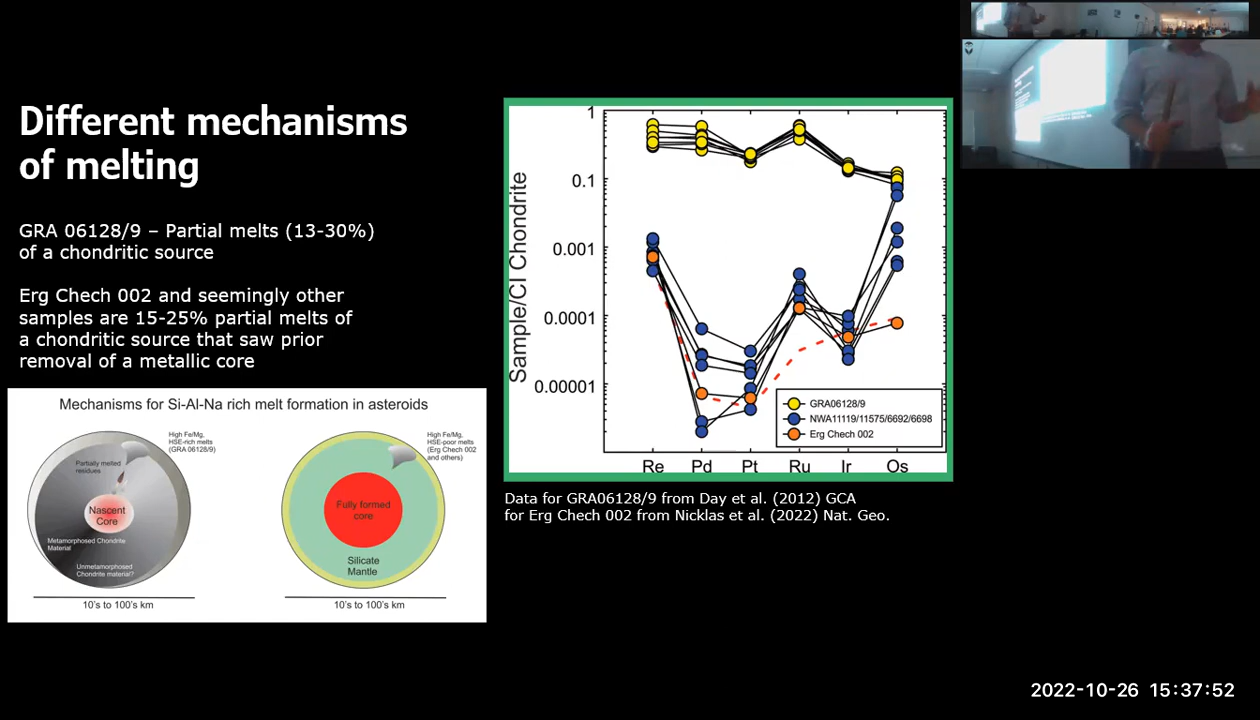 Different mechanisms
of melting
GRA 06128/9 – Partial melts (13-30%)
of a chondritic source
Erg Chech 002 and seemingly other
samples are 15-25% partial melts of
a chondritic source that saw prior
removal of a metallic core
Mechanisms for Si-Al-Na rich melt formation in asteroids
High Fe/Mg,
HSE-rich melts
(GRA 06128/9)
Partially melted
residues
Nascent
Core
Metamorphosed Chondrite
Material
Unmetamorphosed
Chondrite material?
10's to 100's km
High Fe/Mg,
HSE-poor melts
(Erg Chech 002
and others)
Fully formed
core
Silicate
Mantle
10's to 100's km
Sample/CI Chondrite
1
0.1
0.001
0.0001
0.00001
GRA06128/9
NWA11119/11575/6692/6698
Erg Chech 002
Re Pd Pt Ru Ir Os
Data for GRA06128/9 from Day et al. (2012) GCA
for Erg Chech 002 from Nicklas et al. (2022) Nat. Geo.
2022-10-26 15:37:52